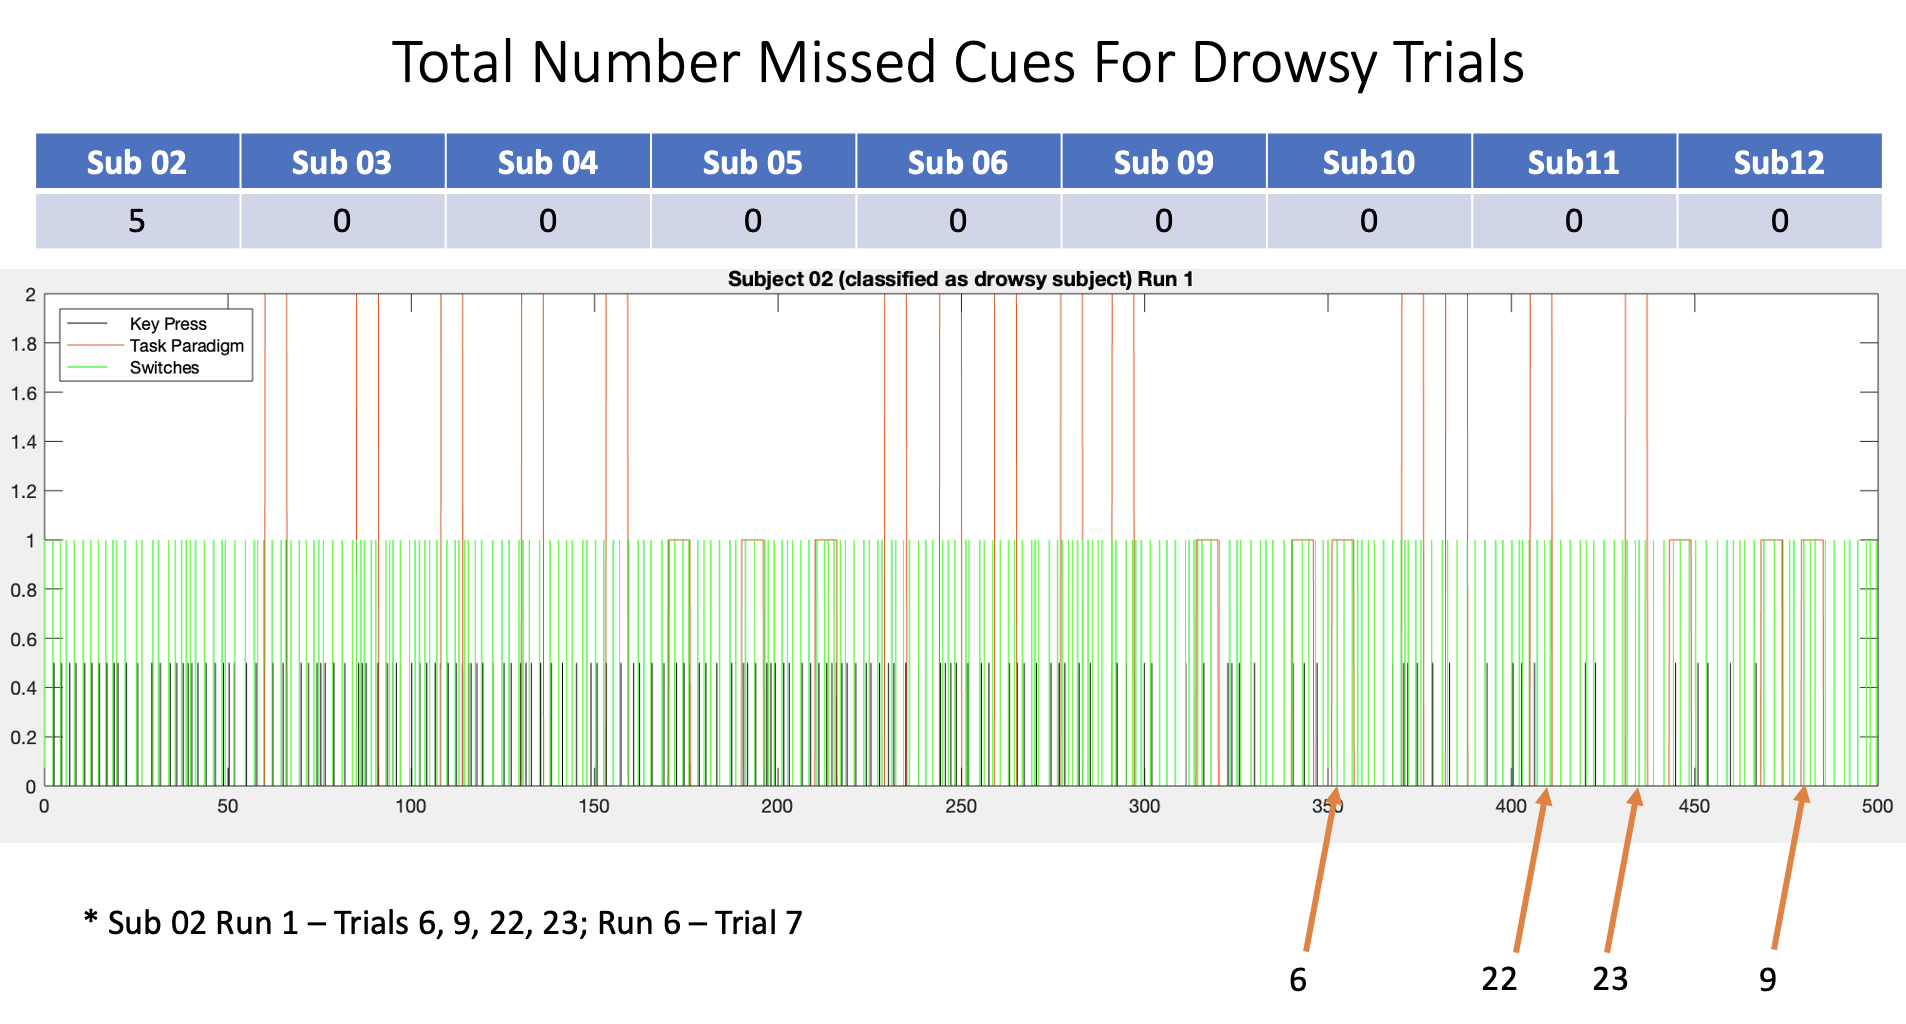 Total Number Missed Cues For Drowsy Trials
Sub 02 Sub 03 Sub 04 Sub 05 Sub 06 Sub 09 Sub10 Sub11 Sub12
5 0 0 0 0 0 0 0 0
Subject 02 (classified as drowsy subject) Run 1
2
Key Press
Task Paradigm
Switches
1.8
1.6
1.4
1.2
1
0.8
0.6
0.4
0.2
0
0 50 100 150 200 250 300 350 400 450 500
* Sub 02 Run 1 – Trials 6, 9, 22, 23; Run 6 – Trial 7
6 22 23 9